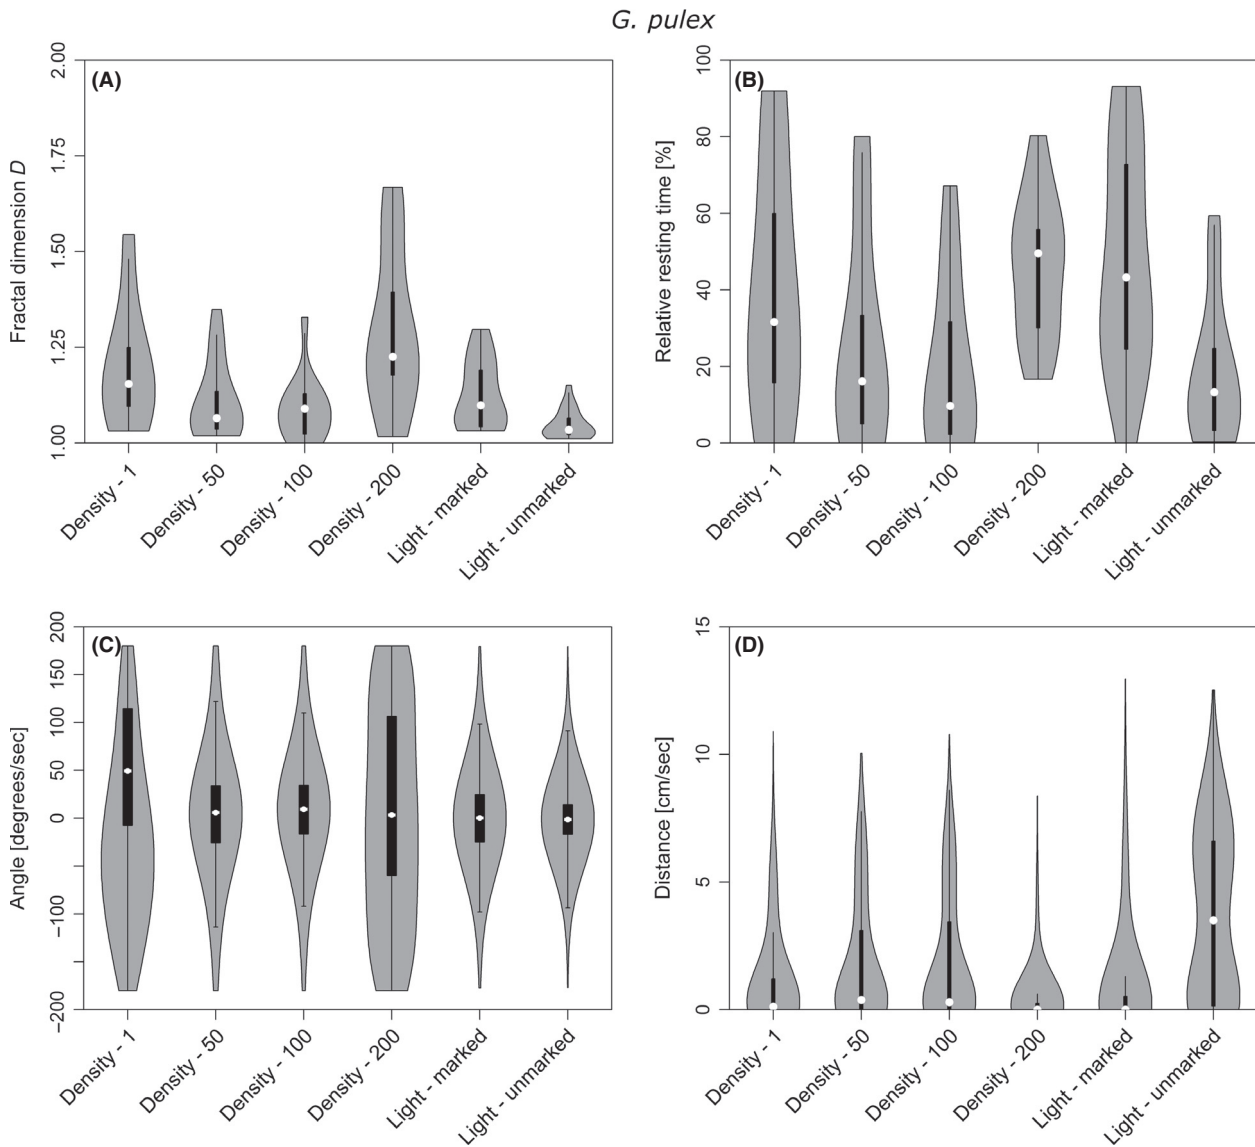 G. pulex
(A)
Fractal dimension D
2.00
1.75
1.50
1.25
1.00
Density - 1
Density - 50
Density - 100
Density - 200
Light - marked
Light - unmarked
(B)
Relative resting time [%]
100
80
60
40
20
0
Density - 1
Density - 50
Density - 100
Density - 200
Light - marked
Light - unmarked
(C)
Angle [degrees/sec]
200
150
100
50
0
−100
−200
Density - 1
Density - 50
Density - 100
Density - 200
Light - marked
Light - unmarked
(D)
Distance [cm/sec]
15
10
5
0
Density - 1
Density - 50
Density - 100
Density - 200
Light - marked
Light - unmarked